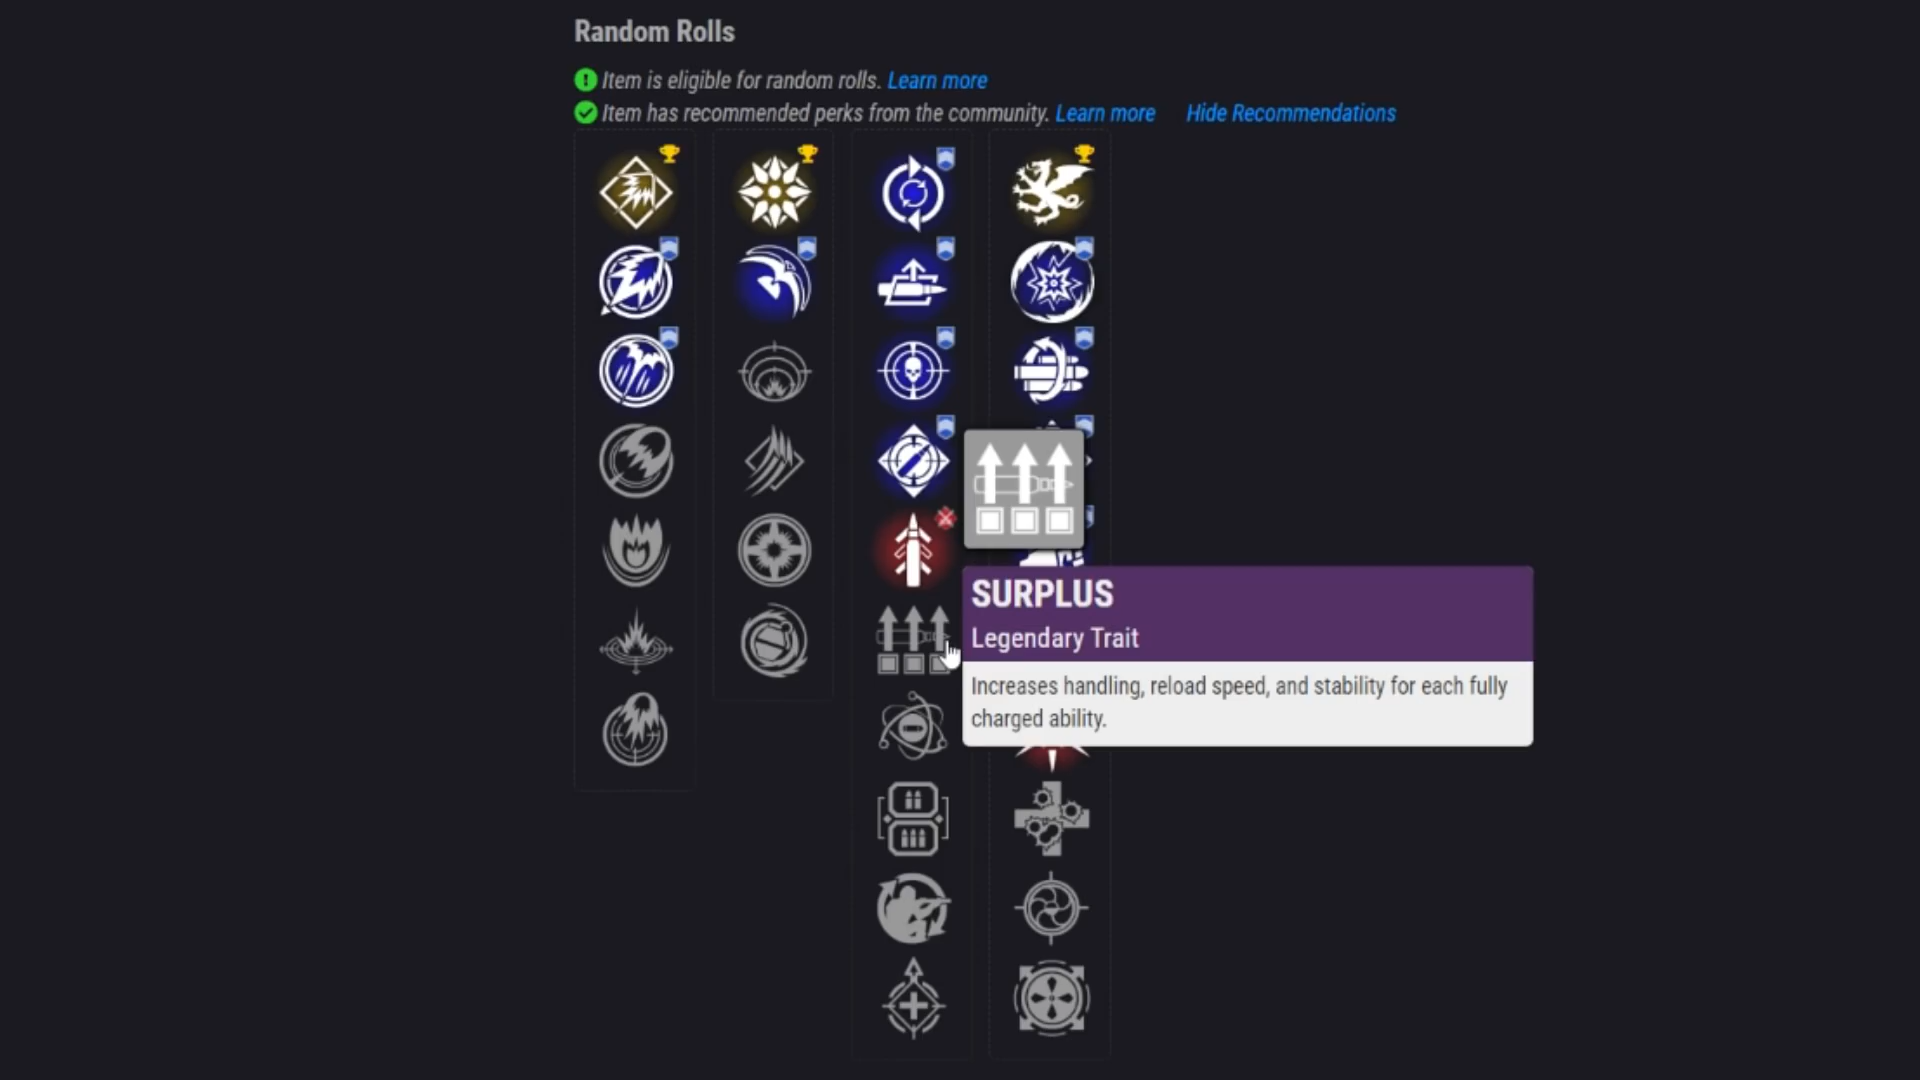 Random Rolls
Item is eligible for random rolls. Learn more
Item has recommended perks from the community. Learn more Hide Recommendations
SURPLUS
Legendary Trait
Increases handling, reload speed, and stability for each fully
charged ability.